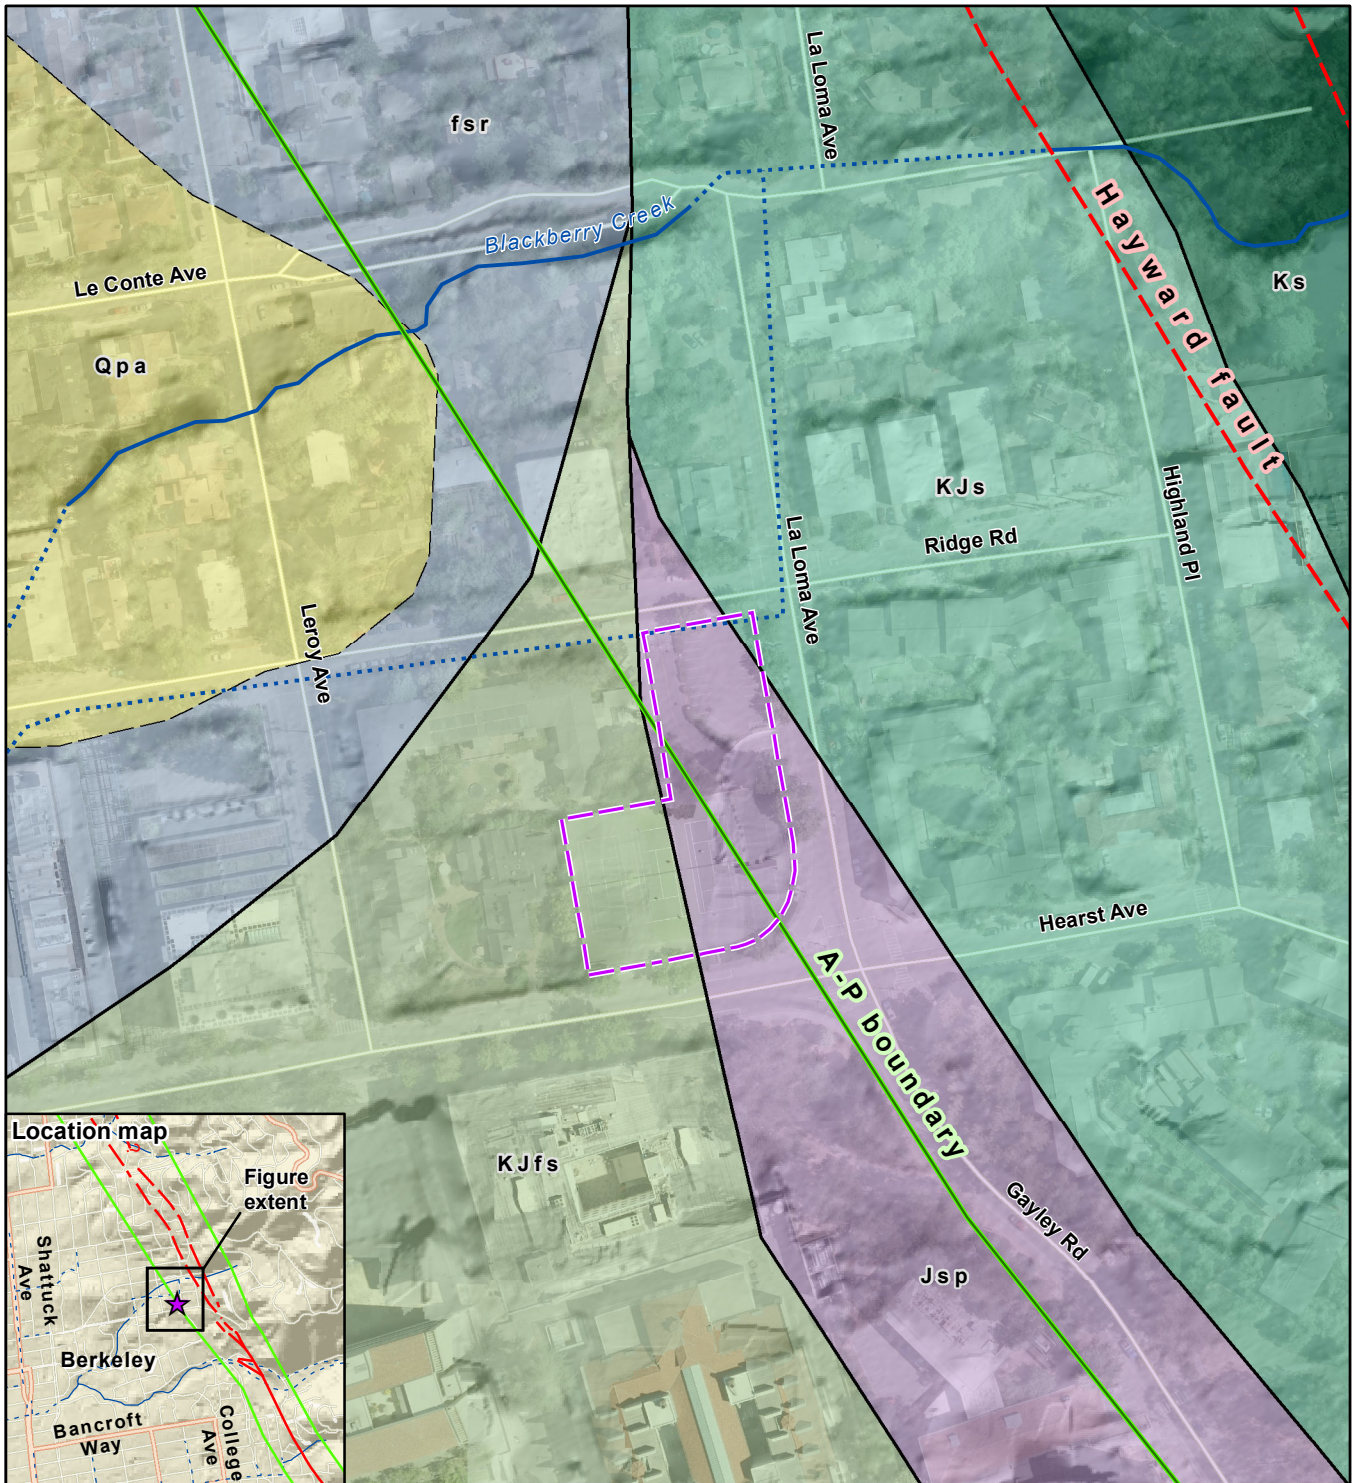 La Loma Ave
fsr
Hayward fault
Blackberry Creek
Le Conte Ave
Ks
Qpa
KJs
Highland Pl
Ridge Rd
La Loma Ave
Leroy Ave
Hearst Ave
A-P boundary
KJfs
Gayley Rd
Jsp
Location map
Figure
extent
Shattuck
Ave
Berkeley
Bancroft
Way
College
Ave